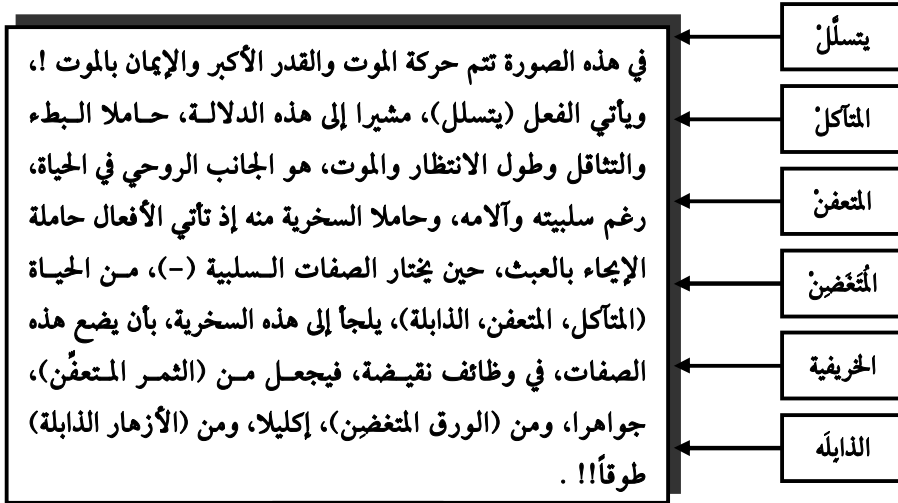 يتسلَّلْ
المتآكلْ
المتعفنْ
المُتَغَضِنْ
الخريفية
الذابِلَه
في هذه الصورة تتم حركة الموت والقدر الأكبر والإيمان بالموت !،
ويأتي الفعل (يتسلل)، مشيرا إلى هذه الدلالة، حاملا البطء
والتثاقل وطول الانتظار والموت، هو الجانب الروحي في الحياة،
رغم سلبيته وآلامه، وحاملا السخرية منه إذ تأتي الأفعال حاملة
الإيحاء بالعبث، حين يختار الصفات السلبية (-)، من الحياة
(المتآكل، المتعفن، الذابلة)، يلجأ إلى هذه السخرية، بأن يضع هذه
الصفات، في وظائف نقيضة، فيجعل من (الثمر المتعفِّن)،
جواهرا، ومن (الورق المتغضِن)، إكليلا، ومن (الأزهار الذابلة)
طوقاً!! .